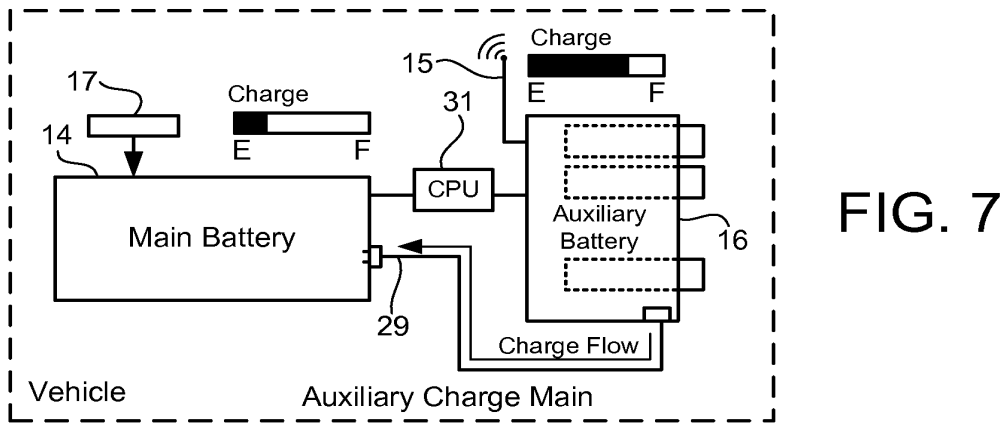 Charge
15
E F
17
Charge
31
14
E F
CPU
Main Battery
Auxiliary
Battery
16
FIG. 7
29
Charge Flow
Vehicle
Auxiliary Charge Main